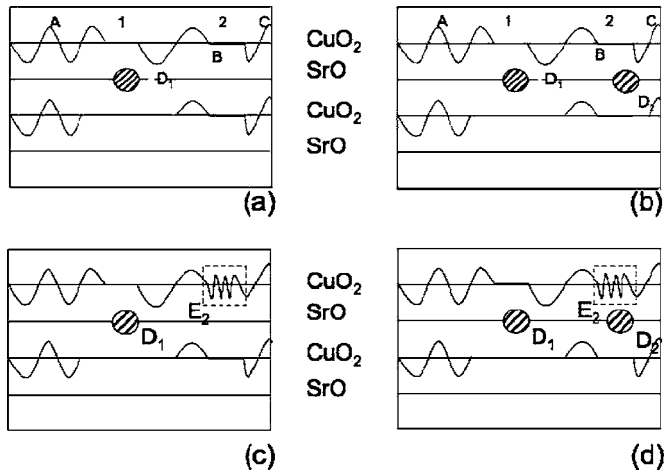 A 1 2 C
B
D₁
(a)
CuO₂
SrO
CuO₂
SrO
A 1 2 C
B
D₁
D₂
(b)
E₂
D₁
(c)
CuO₂
SrO
CuO₂
SrO
E₂
D₁ D₂
(d)